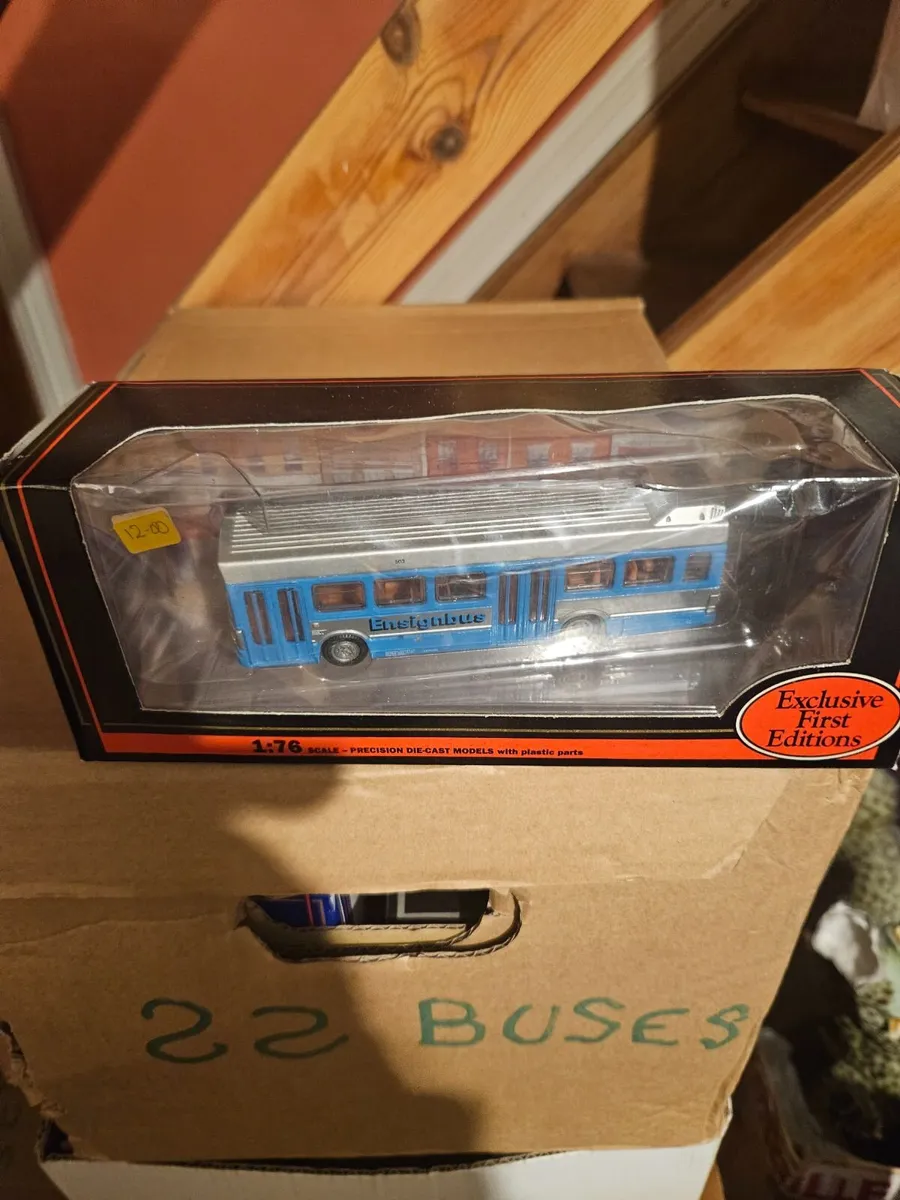 12-00
Ensignbus
Exclusive
First
Editions
1:76 SCALE – PRECISION DIE-CAST MODELS with plastic parts
22 BUSES